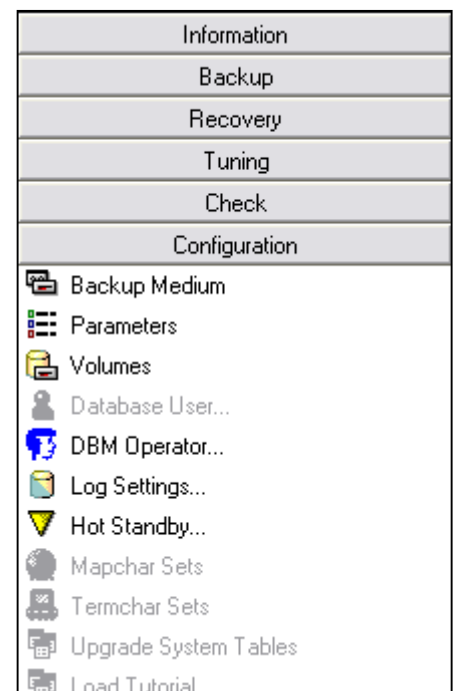 Information
Backup
Recovery
Tuning
Check
Configuration
Backup Medium
Parameters
Volumes
Database User...
DBM Operator...
Log Settings...
Hot Standby...
Mapchar Sets
Termchar Sets
Upgrade System Tables
Load Tutorial